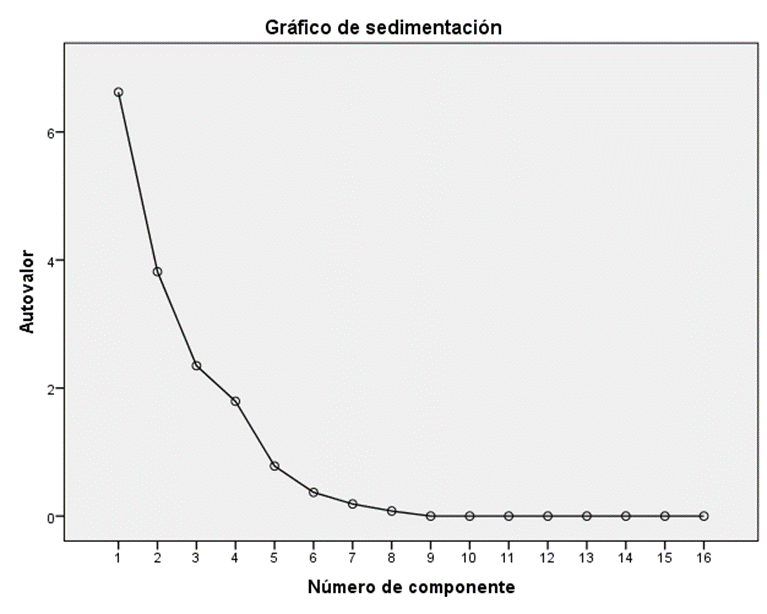 Gráfico de sedimentación
Autovalor
6
4
2
0
1 2 3 4 5 6 7 8 9 10 11 12 13 14 15 16
Número de componente